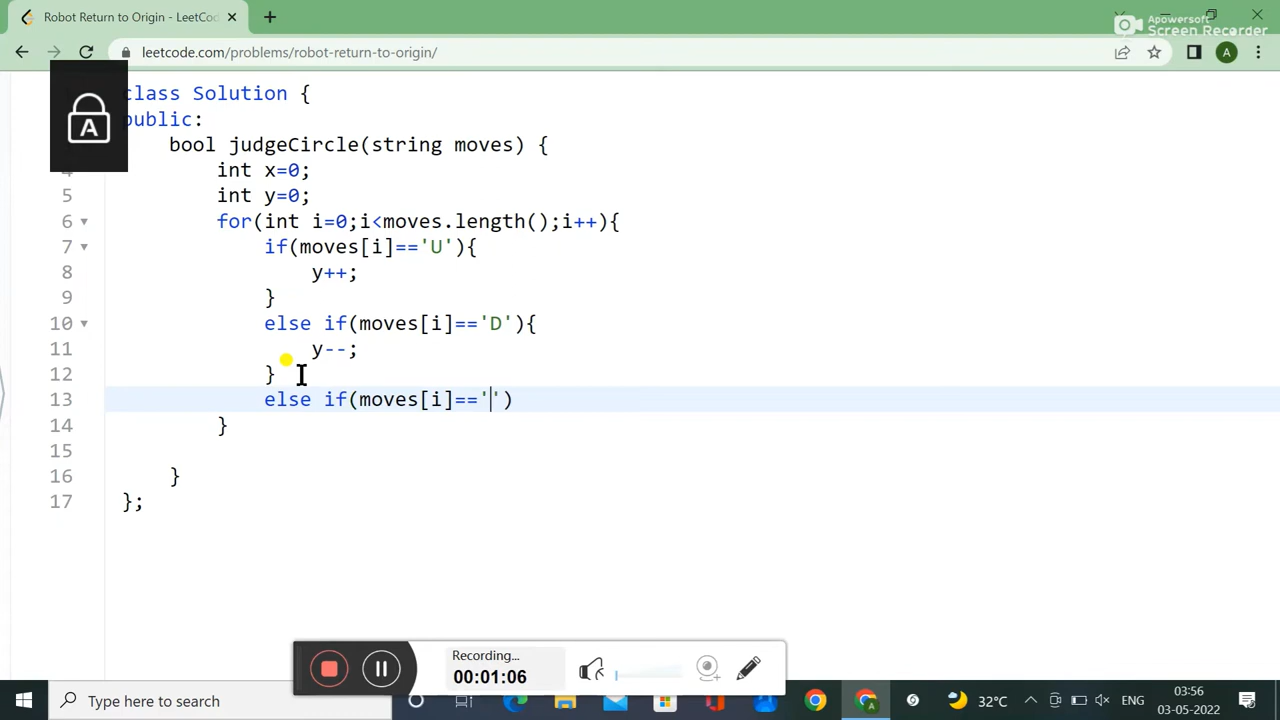 Robot Return to Origin - LeetCo
Apowersoft
Screen Recorder
leetcode.com/problems/robot-return-to-origin/
A
A
class Solution {
public:
bool judgeCircle(string moves) {
int x=0;
5 int y=0;
6 for(int i=0;i<moves.length();i++){
7 if(moves[i]=='U'){
8 y++;
9 }
10 else if(moves[i]=='D'){
11 y--;
12 }
13 else if(moves[i]=='')
14 }
15
16 }
17 };
Recording...
00:01:06
Type here to search
32°C
ENG
03:56
03-05-2022